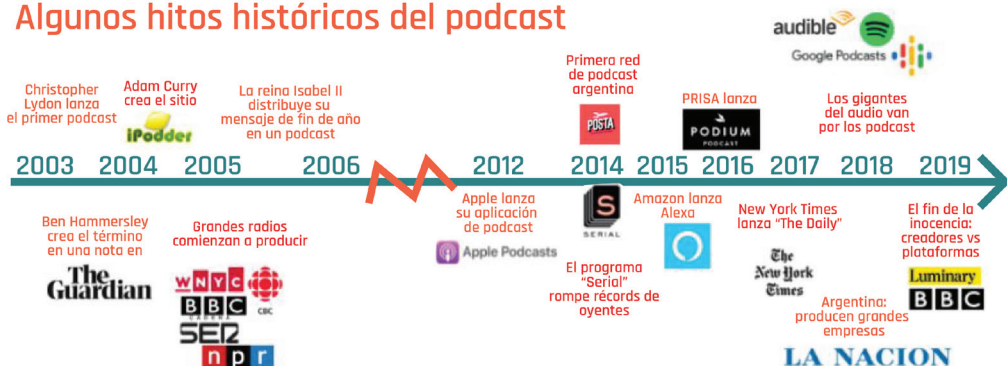 Algunos hitos históricos del podcast
audible
Google Podcasts
Christopher
Lydon lanza
el primer podcast
Adam Curry
crea el sitio
iPodder
La reina Isabel II
distribuye su
mensaje de fin de año
en un podcast
Primera red
de podcast
argentina
POSTA
PRISA lanza
PODIUM
PODCAST
Los gigantes
del audio van
por los podcast
2003 2004 2005 2006 2012 2014 2015 2016 2017 2018 2019
Ben Hammersley
crea el término
en una nota en
The
Guardian
Grandes radios
comienzan a producir
WNYC
CBC
BBC
CADENA
SER
npr
Apple lanza
su aplicación
de podcast
Apple Podcasts
S
SERIAL
El programa
“Serial”
rompe récords de
oyentes
Amazon lanza
Alexa
New York Times
lanza “The Daily”
The
New York
Times
Argentina:
producen grandes
empresas
LA NACION
El fin de la
inocencia:
creadores vs
plataformas
Luminary
BBC